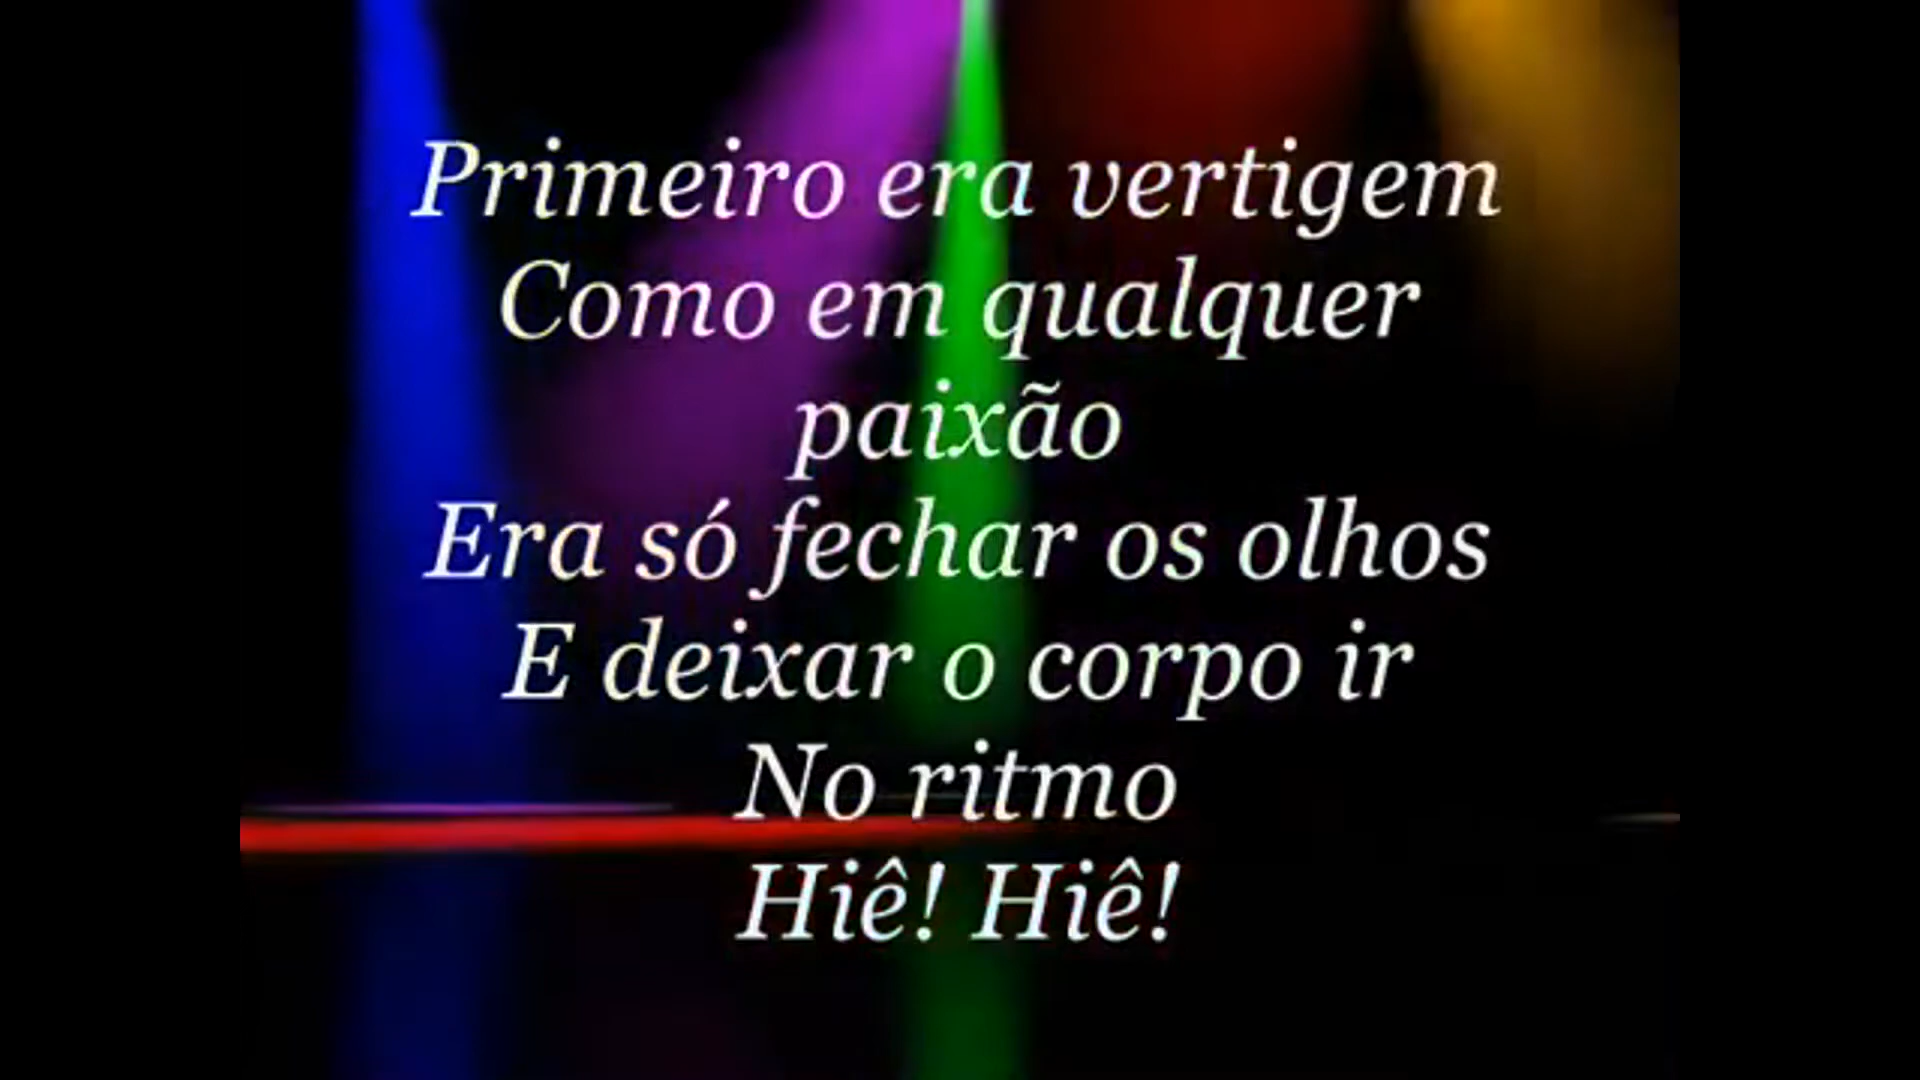 Primeiro era vertigem
Como em qualquer
paixão
Era só fechar os olhos
E deixar o corpo ir
No ritmo
Hiê! Hiê!